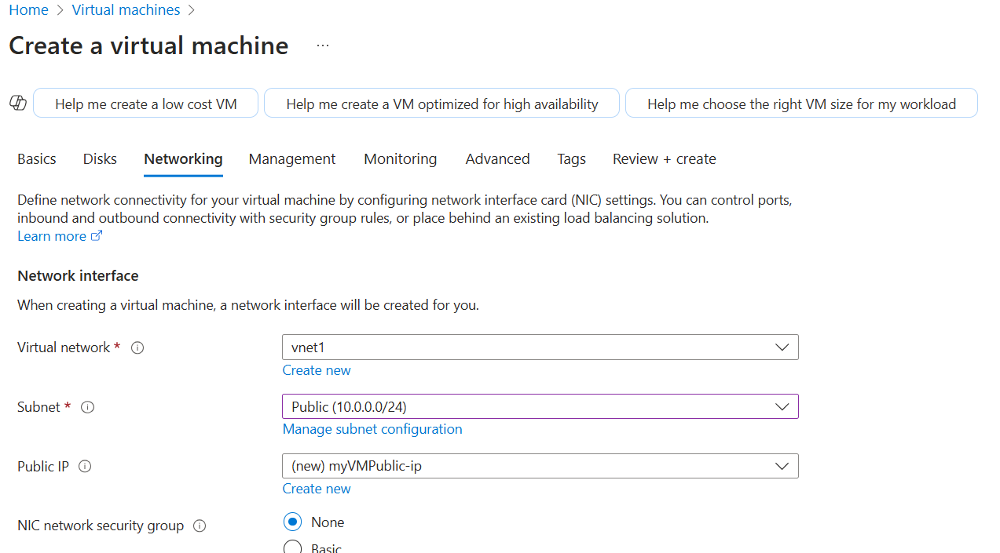 Home > Virtual machines >
Create a virtual machine ...
Help me create a low cost VM
Help me create a VM optimized for high availability
Help me choose the right VM size for my workload
Basics Disks Networking Management Monitoring Advanced Tags Review + create
Define network connectivity for your virtual machine by configuring network interface card (NIC) settings. You can control ports,
inbound and outbound connectivity with security group rules, or place behind an existing load balancing solution.
Learn more
Network interface
When creating a virtual machine, a network interface will be created for you.
Virtual network * vnet1
Create new
Subnet * Public (10.0.0.0/24)
Manage subnet configuration
Public IP (new) myVMPublic-ip
Create new
NIC network security group None
Basic